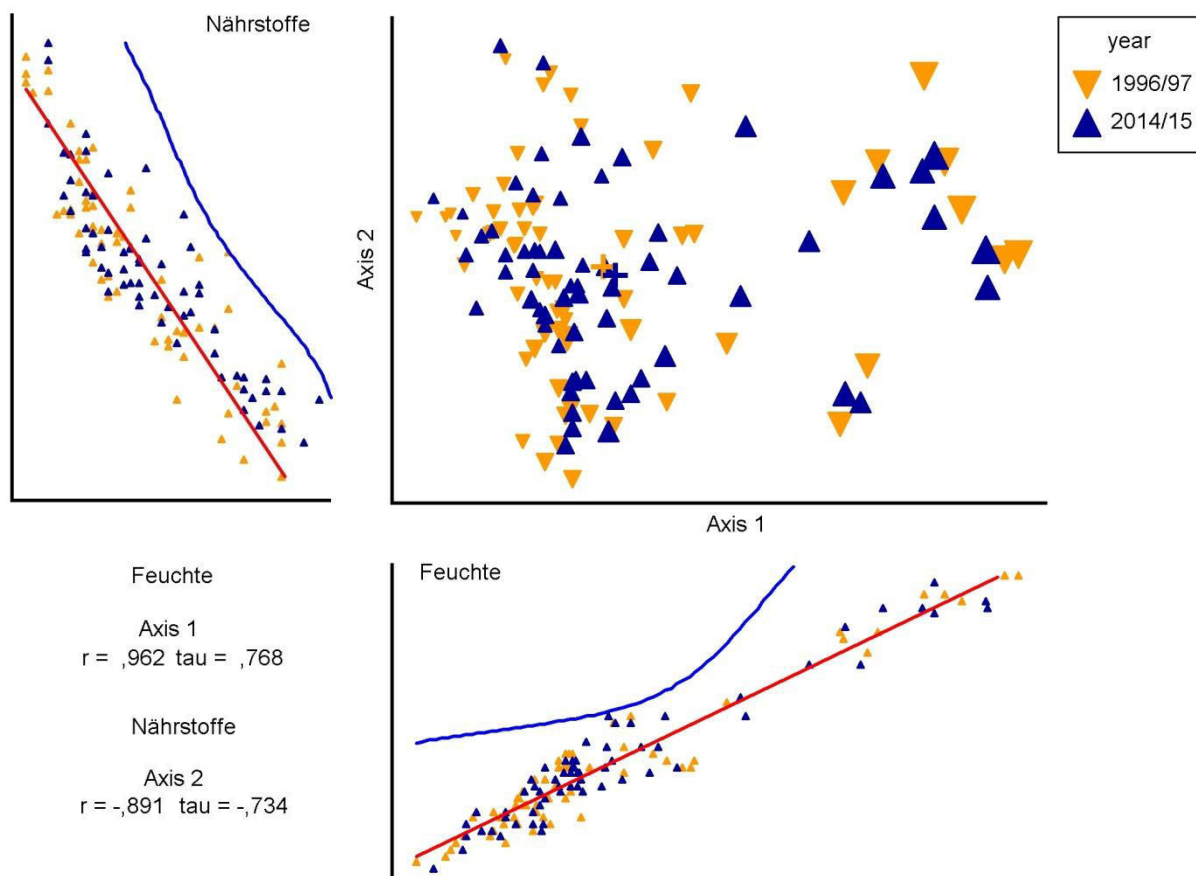 Nährstoffe
year
1996/97
2014/15
Axis 2
Axis 1
Feuchte
Axis 1
r = ,962 tau = ,768
Nährstoffe
Axis 2
r = -,891 tau = -,734
Feuchte